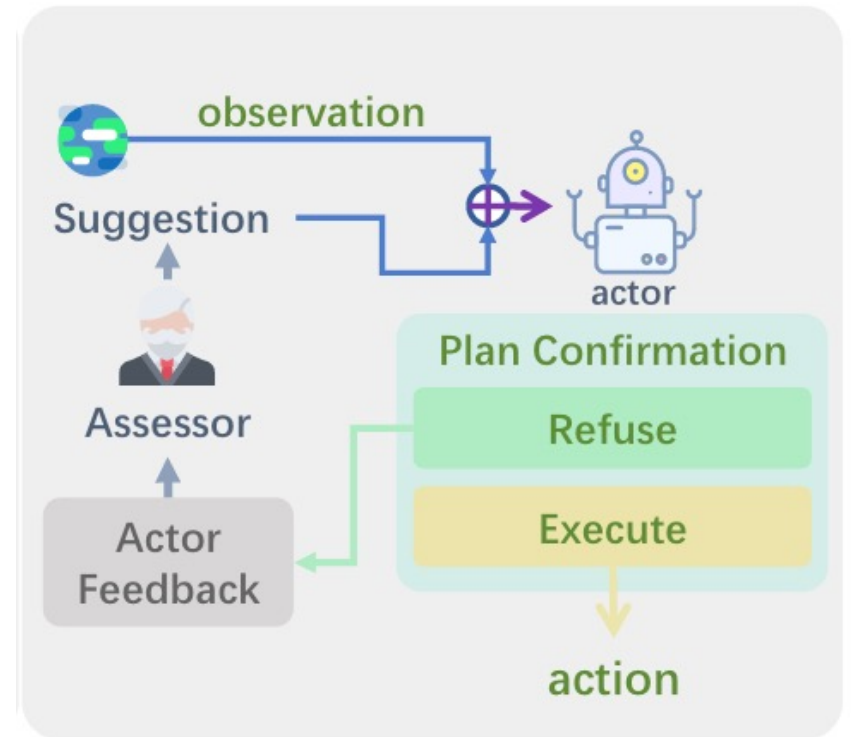 observation
Suggestion
actor
Plan Confirmation
Refuse
Assessor
Execute
Actor
Feedback
action